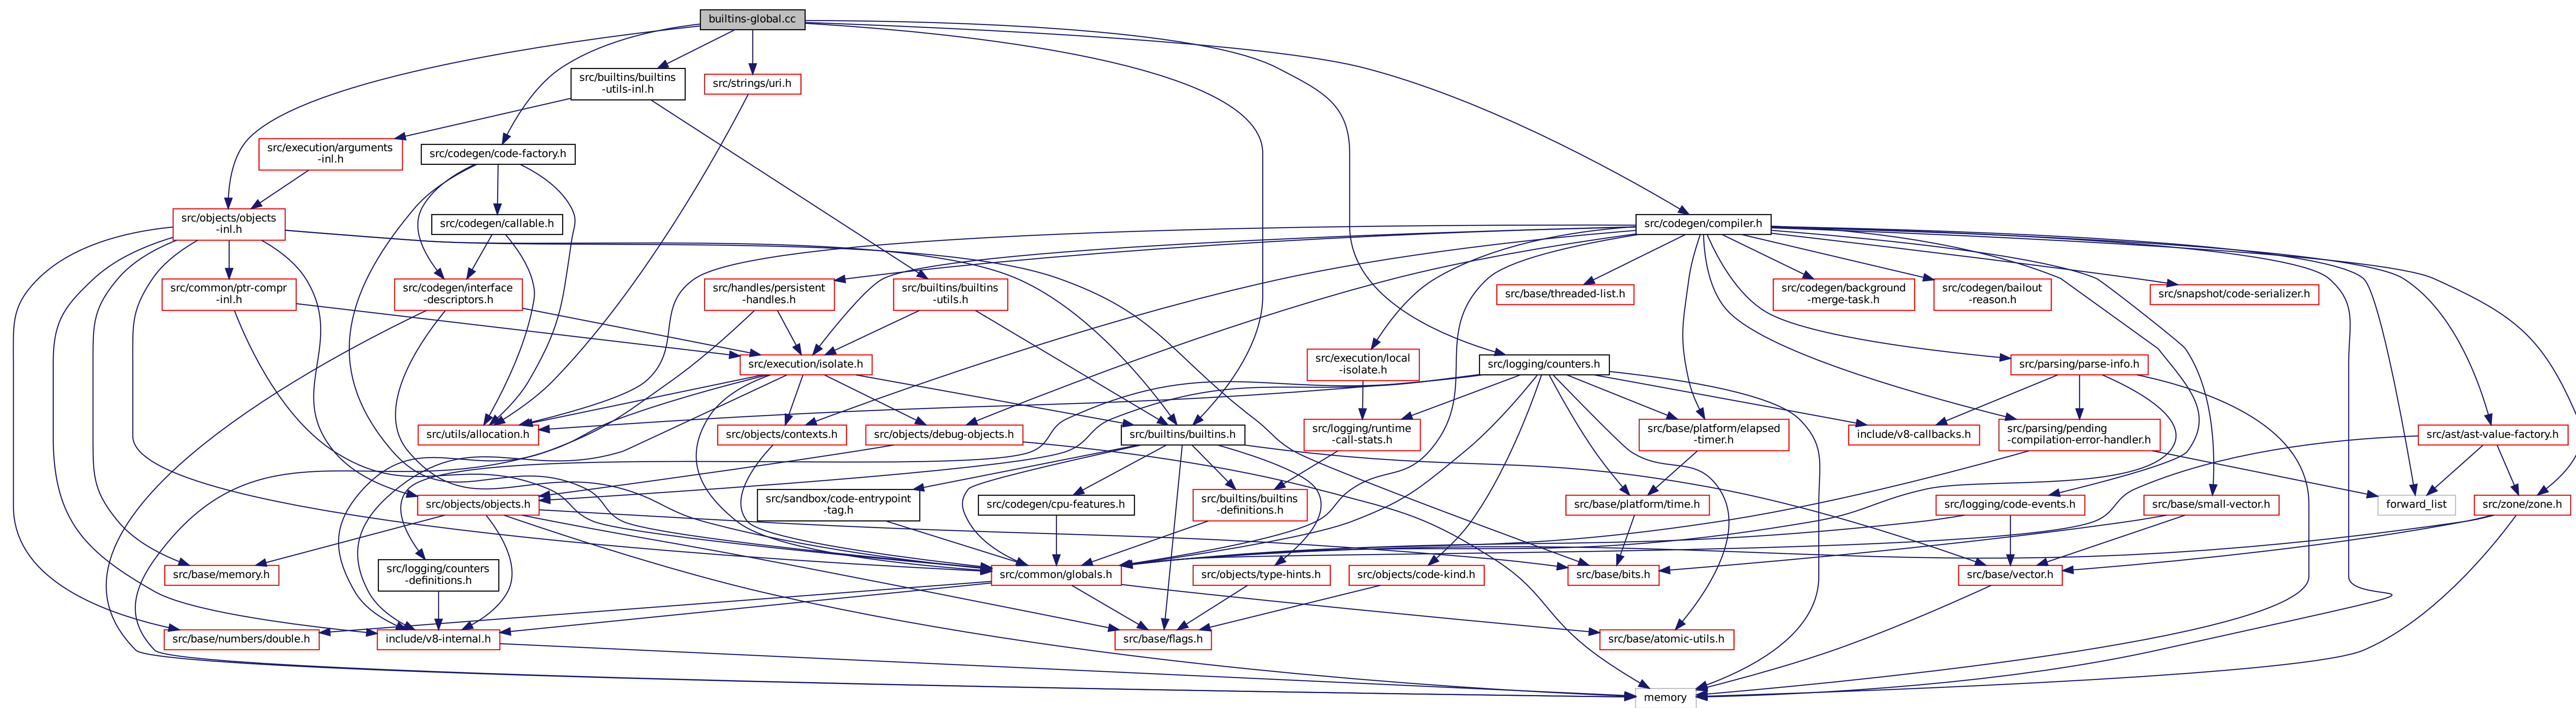 builtins-global.cc
src/builtins/builtins
-utils-inl.h
src/strings/uri.h
src/execution/arguments
-inl.h
src/codegen/code-factory.h
src/objects/objects
-inl.h
src/codegen/callable.h
src/codegen/compiler.h
src/common/ptr-compr
-inl.h
src/codegen/interface
-descriptors.h
src/handles/persistent
-handles.h
src/builtins/builtins
-utils.h
src/base/threaded-list.h
src/codegen/background
-merge-task.h
src/codegen/bailout
-reason.h
src/snapshot/code-serializer.h
src/execution/isolate.h
src/execution/local
-isolate.h
src/logging/counters.h
src/parsing/parse-info.h
src/utils/allocation.h
src/objects/contexts.h
src/objects/debug-objects.h
src/builtins/builtins.h
src/logging/runtime
-call-stats.h
src/base/platform/elapsed
-timer.h
include/v8-callbacks.h
src/parsing/pending
-compilation-error-handler.h
src/ast/ast-value-factory.h
src/objects/objects.h
src/sandbox/code-entrypoint
-tag.h
src/codegen/cpu-features.h
src/builtins/builtins
-definitions.h
src/base/platform/time.h
src/logging/code-events.h
src/base/small-vector.h
forward_list
src/zone/zone.h
src/base/memory.h
src/logging/counters
-definitions.h
src/common/globals.h
src/objects/type-hints.h
src/objects/code-kind.h
src/base/bits.h
src/base/vector.h
src/base/numbers/double.h
include/v8-internal.h
src/base/flags.h
src/base/atomic-utils.h
memory